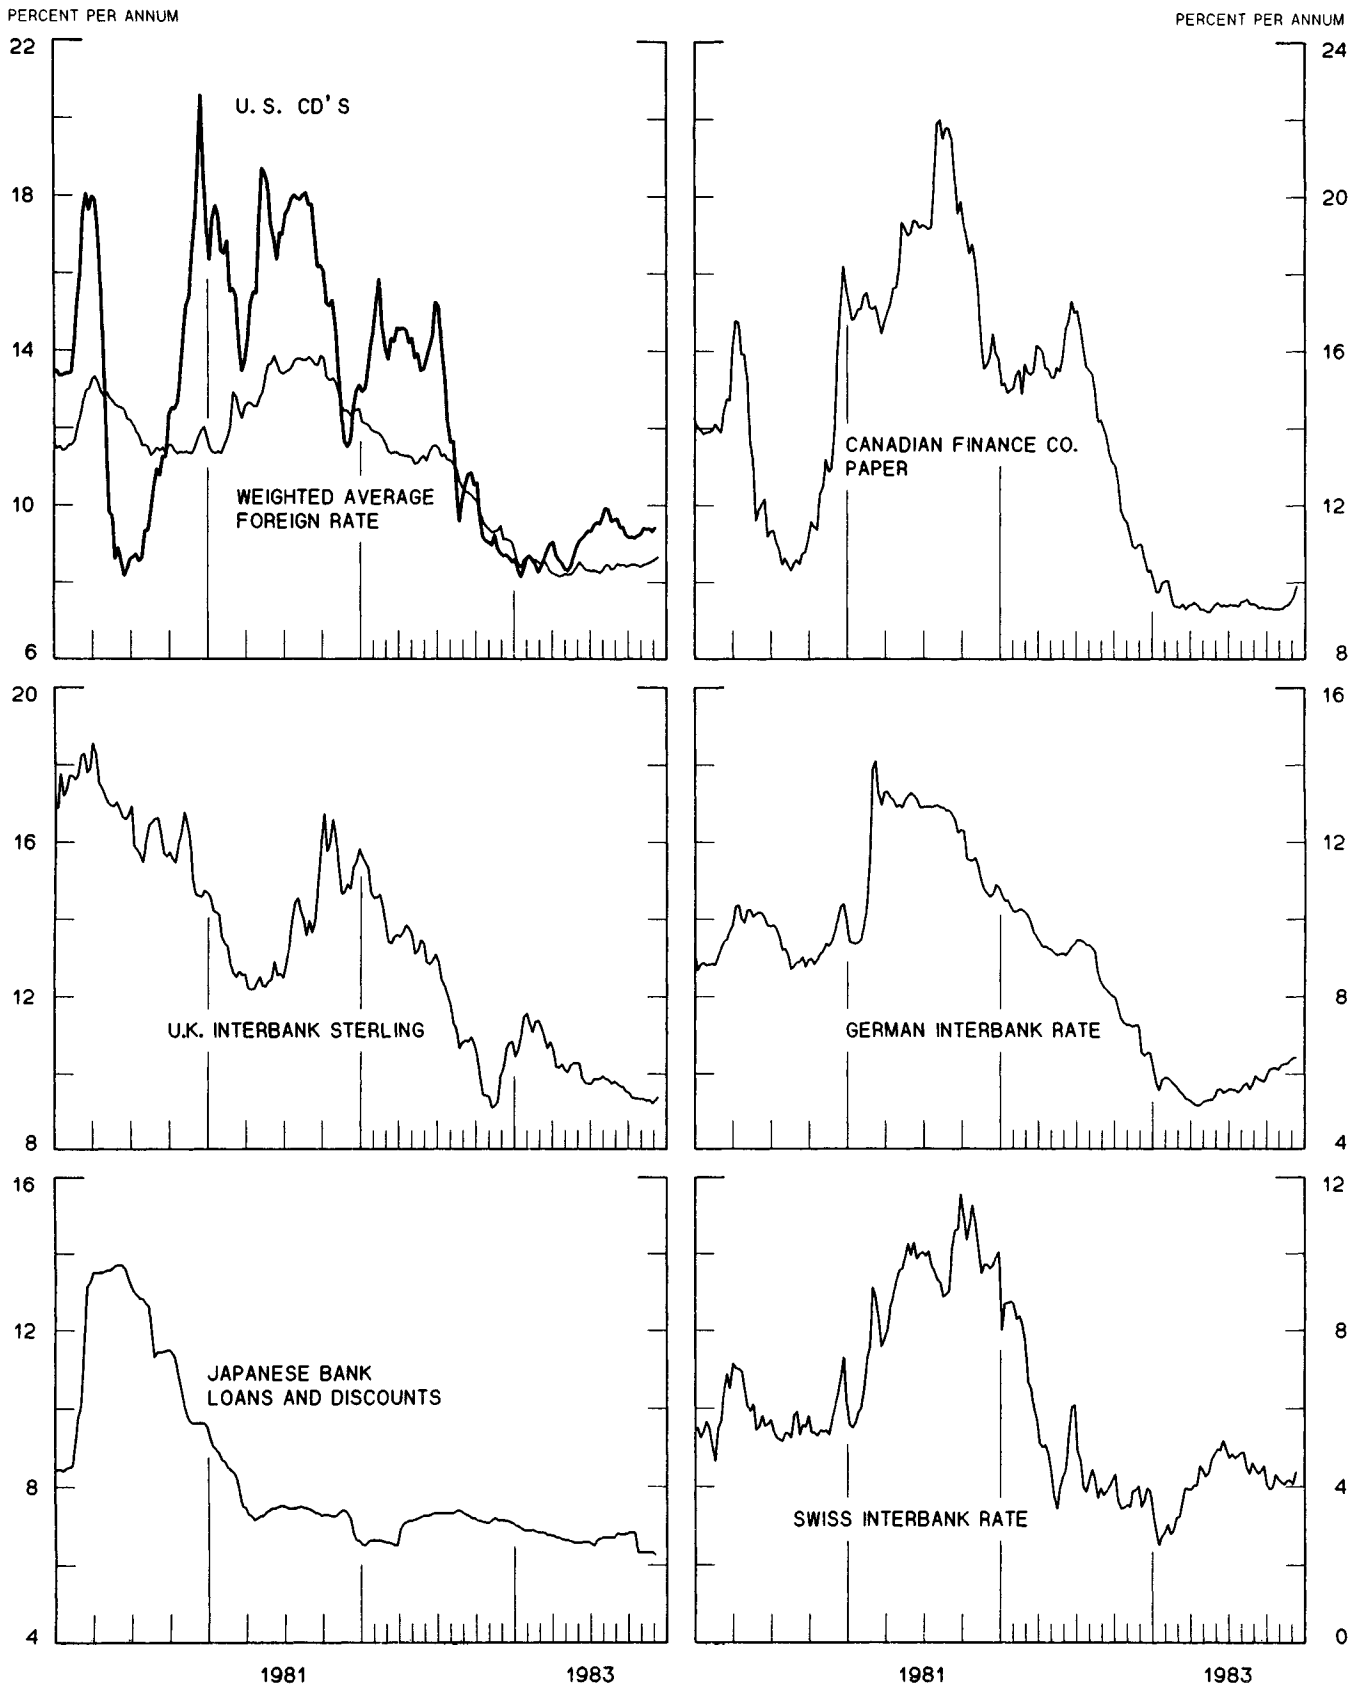 PERCENT PER ANNUM
PERCENT PER ANNUM
22
18
14
10
6
U. S. CD'S
WEIGHTED AVERAGE
FOREIGN RATE
24
20
16
12
8
CANADIAN FINANCE CO.
PAPER
20
16
12
8
U.K. INTERBANK STERLING
16
12
8
4
GERMAN INTERBANK RATE
16
12
8
4
JAPANESE BANK
LOANS AND DISCOUNTS
12
8
4
0
SWISS INTERBANK RATE
1981
1983
1981
1983